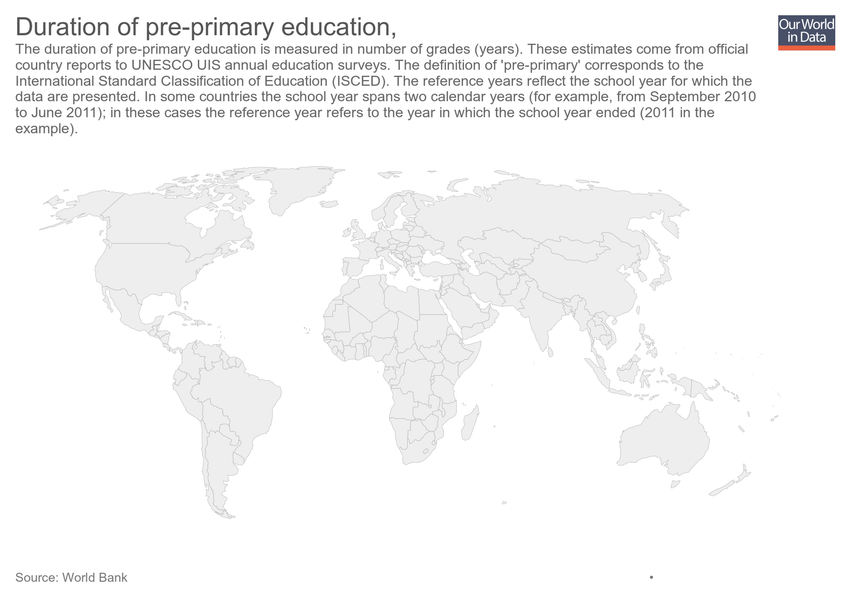 Duration of pre-primary education,
Our World
in Data
The duration of pre-primary education is measured in number of grades (years). These estimates come from official
country reports to UNESCO UIS annual education surveys. The definition of 'pre-primary' corresponds to the
International Standard Classification of Education (ISCED). The reference years reflect the school year for which the
data are presented. In some countries the school year spans two calendar years (for example, from September 2010
to June 2011); in these cases the reference year refers to the year in which the school year ended (2011 in the
example).
Source: World Bank
•